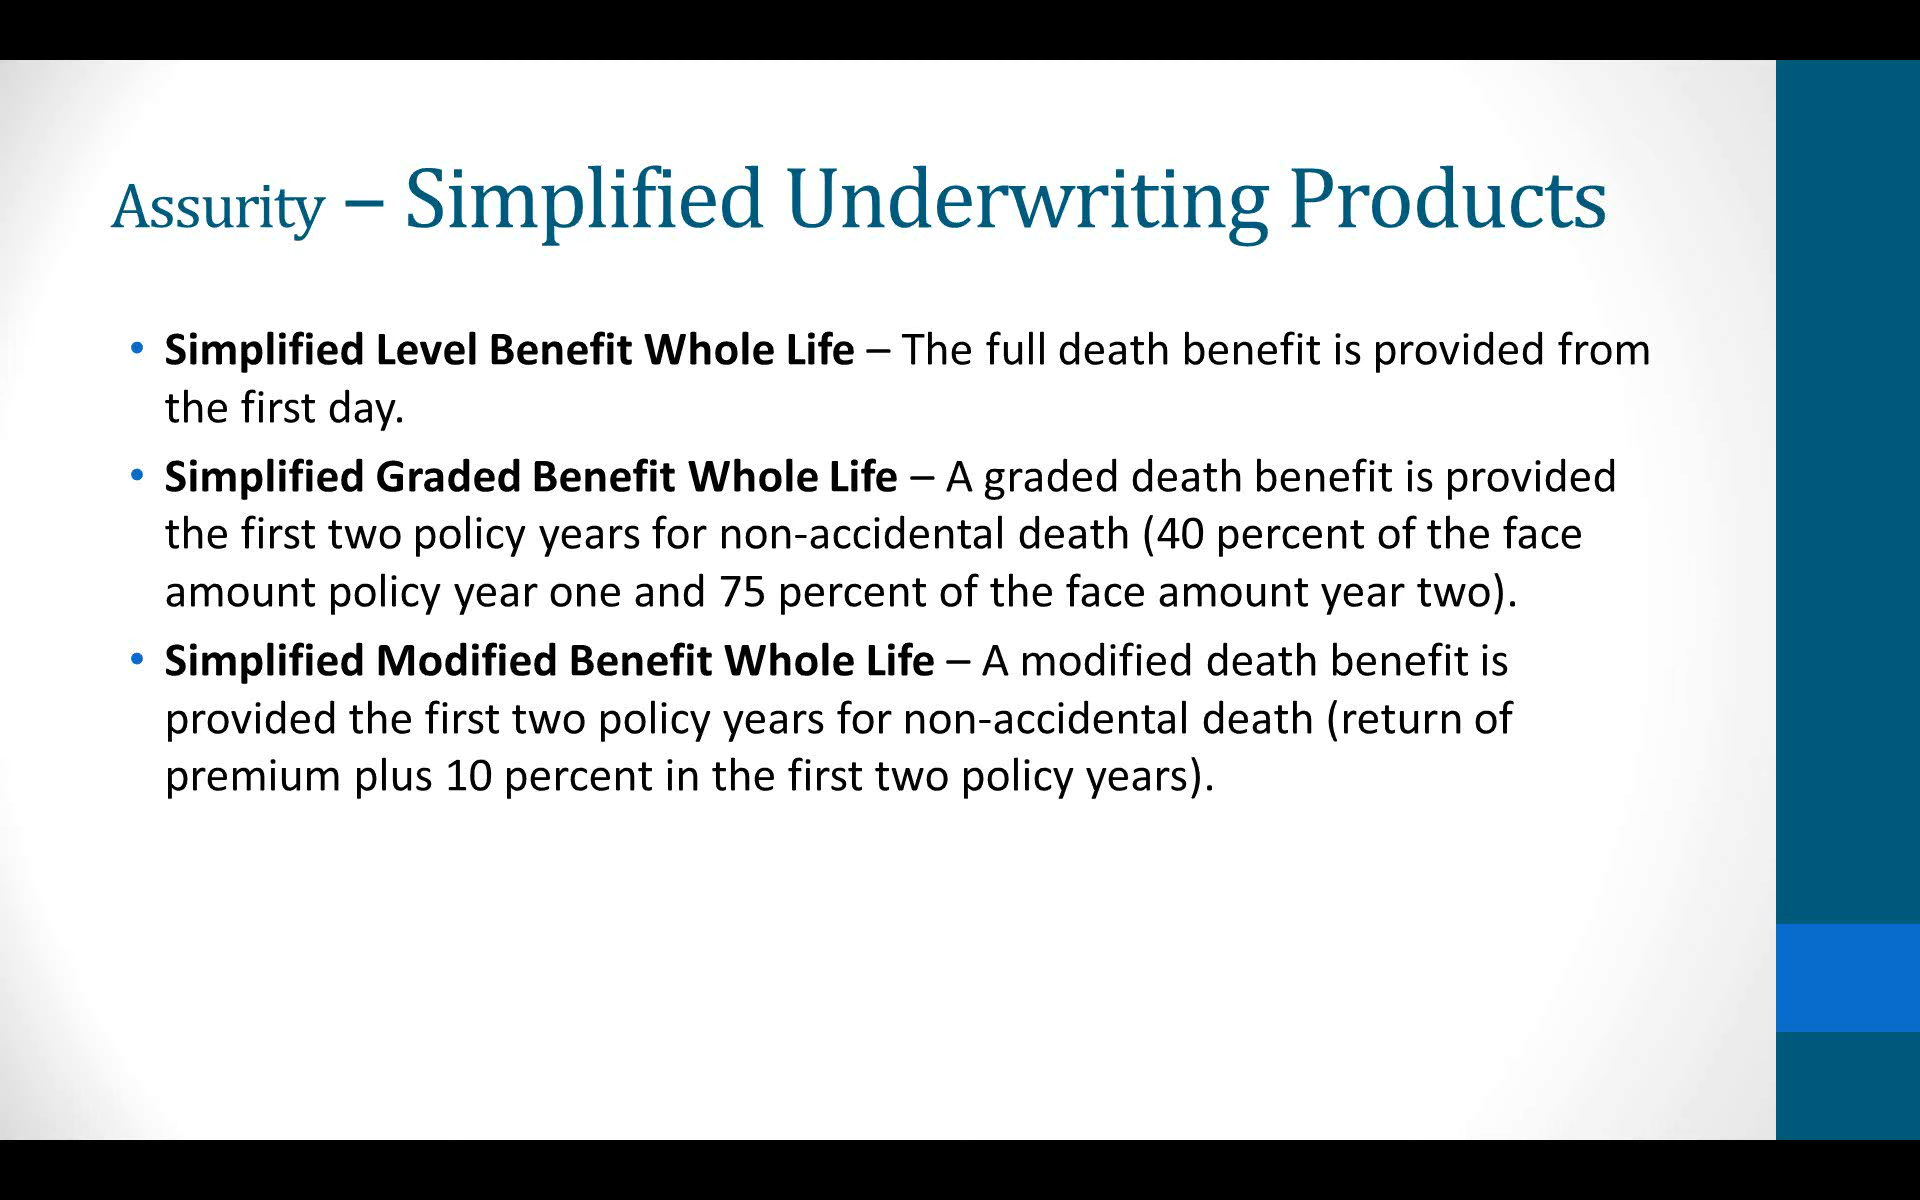 Assurity – Simplified Underwriting Products
• Simplified Level Benefit Whole Life – The full death benefit is provided from
the first day.
• Simplified Graded Benefit Whole Life – A graded death benefit is provided
the first two policy years for non-accidental death (40 percent of the face
amount policy year one and 75 percent of the face amount year two).
• Simplified Modified Benefit Whole Life – A modified death benefit is
provided the first two policy years for non-accidental death (return of
premium plus 10 percent in the first two policy years).